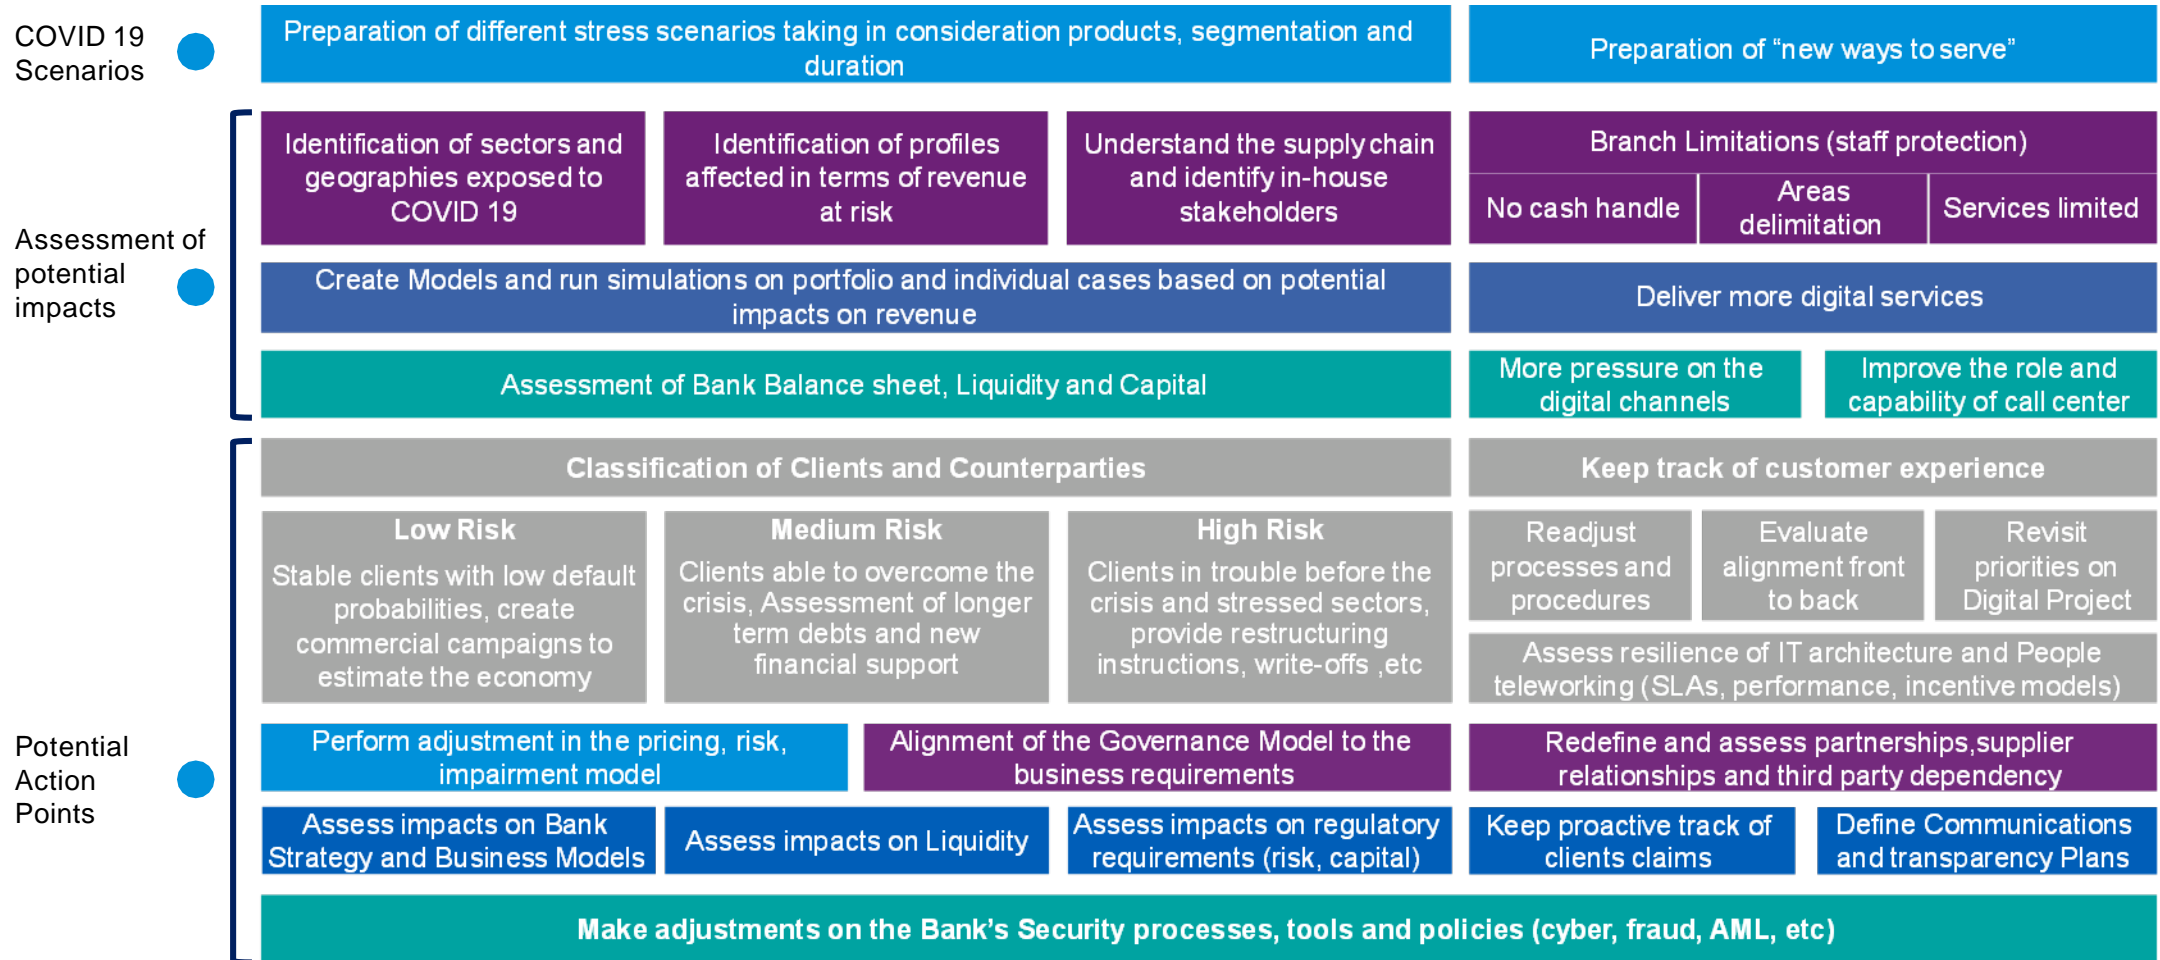 COVID 19
Scenarios
Preparation of different stress scenarios taking in consideration products, segmentation and
duration
Preparation of “new ways to serve”
Assessment of
potential
impacts
Identification of sectors and
geographies exposed to
COVID 19
Identification of profiles
affected in terms of revenue
at risk
Understand the supply chain
and identify in-house
stakeholders
Branch Limitations (staff protection)
No cash handle
Areas
delimitation
Services limited
Create Models and run simulations on portfolio and individual cases based on potential
impacts on revenue
Deliver more digital services
Assessment of Bank Balance sheet, Liquidity and Capital
More pressure on the
digital channels
Improve the role and
capability of call center
Potential
Action
Points
Classification of Clients and Counterparties
Keep track of customer experience
Low Risk
Stable clients with low default
probabilities, create
commercial campaigns to
estimate the economy
Medium Risk
Clients able to overcome the
crisis, Assessment of longer
term debts and new
financial support
High Risk
Clients in trouble before the
crisis and stressed sectors,
provide restructuring
instructions, write-offs ,etc
Readjust
processes and
procedures
Evaluate
alignment front
to back
Revisit
priorities on
Digital Project
Assess resilience of IT architecture and People
teleworking (SLAs, performance, incentive models)
Perform adjustment in the pricing, risk,
impairment model
Alignment of the Governance Model to the
business requirements
Redefine and assess partnerships,supplier
relationships and third party dependency
Assess impacts on Bank
Strategy and Business Models
Assess impacts on Liquidity
Assess impacts on regulatory
requirements (risk, capital)
Keep proactive track of
clients claims
Define Communications
and transparency Plans
Make adjustments on the Bank’s Security processes, tools and policies (cyber, fraud, AML, etc)